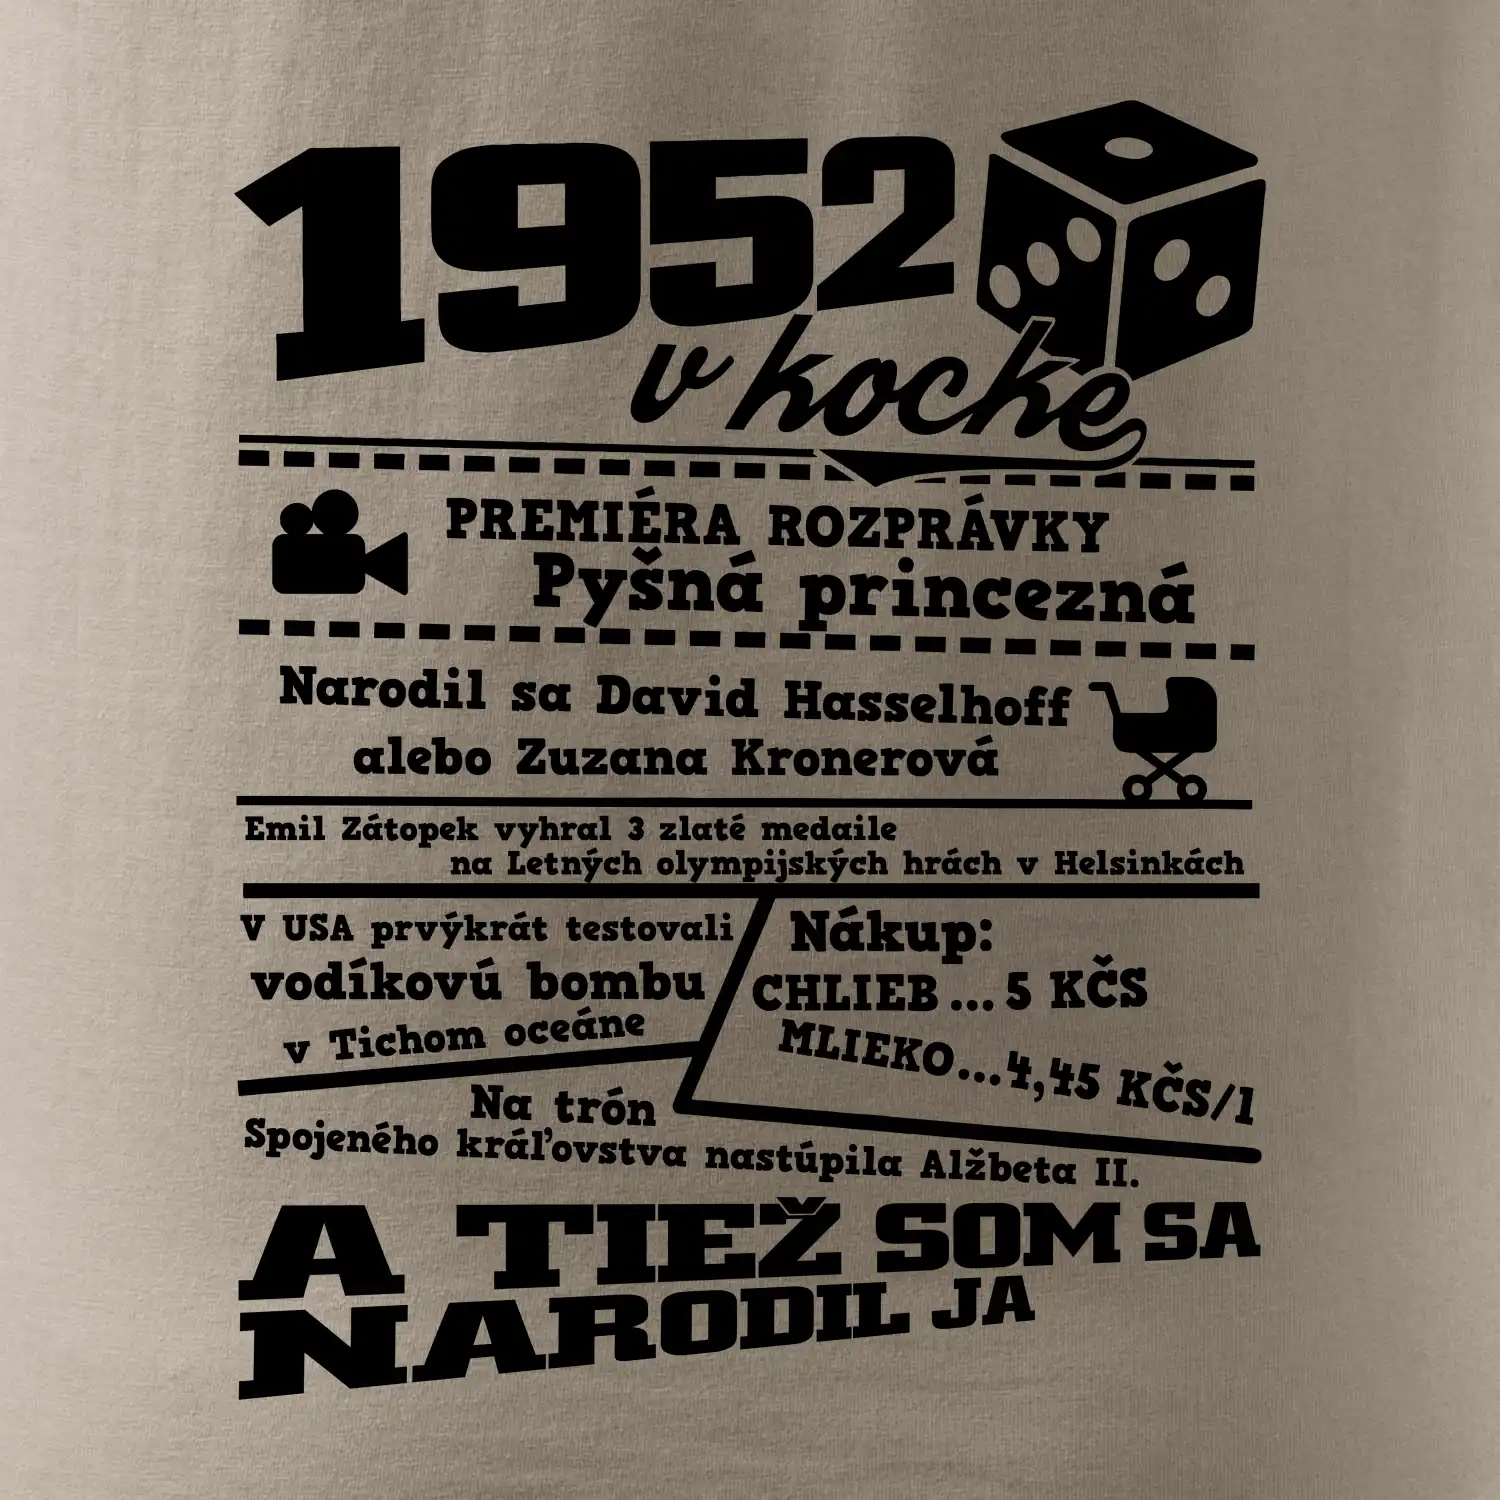 1952
v kocke
PREMIÉRA ROZPRÁVKY
Pyšná princezná
Narodil sa David Hasselhoff
alebo Zuzana Kronerová
Emil Zátopek vyhral 3 zlaté medaile
na Letných olympijských hrách v Helsinkách
V USA prvýkrát testovali
vodíkovú bombu
v Tichom oceáne
Nákup:
CHLIEB...5 KČS
MLIEKO...4,45 KČS/l
Na trón
Spojeného kráľovstva nastúpila Alžbeta II.
A TIEŽ SOM SA
NARODIL JA